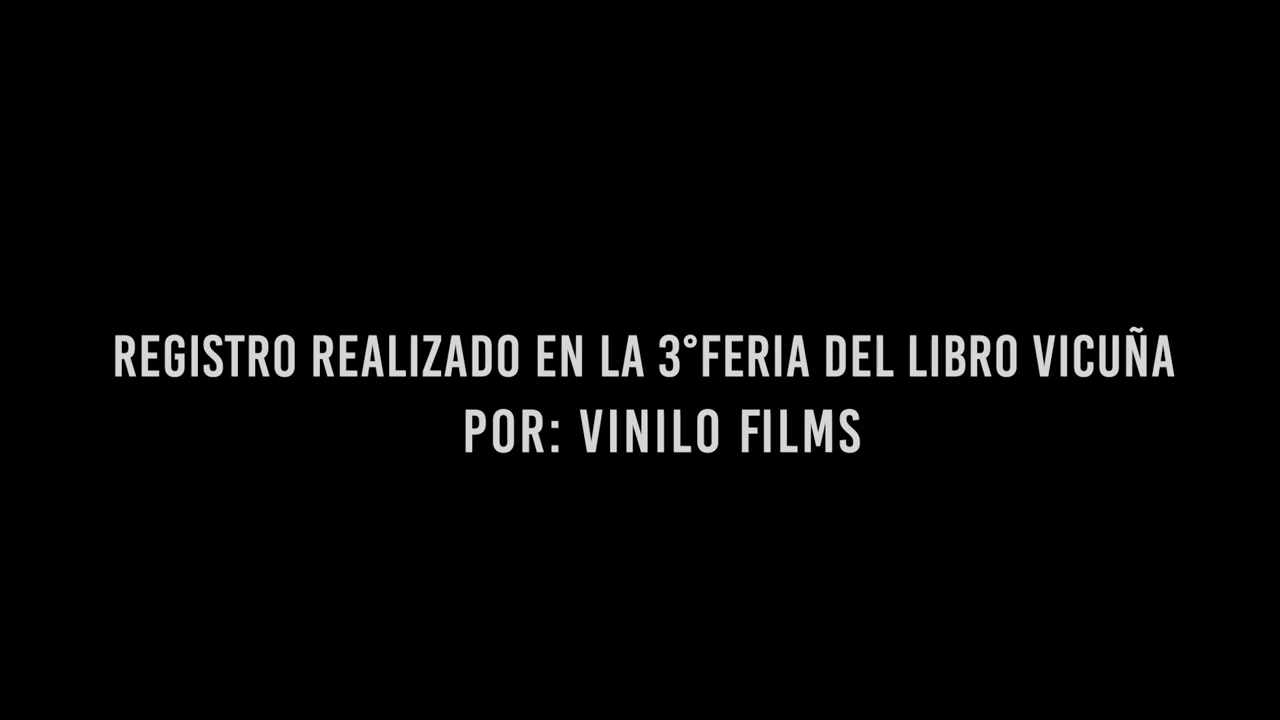 REGISTRO REALIZADO EN LA 3°FERIA DEL LIBRO VICUÑA
POR: VINILO FILMS